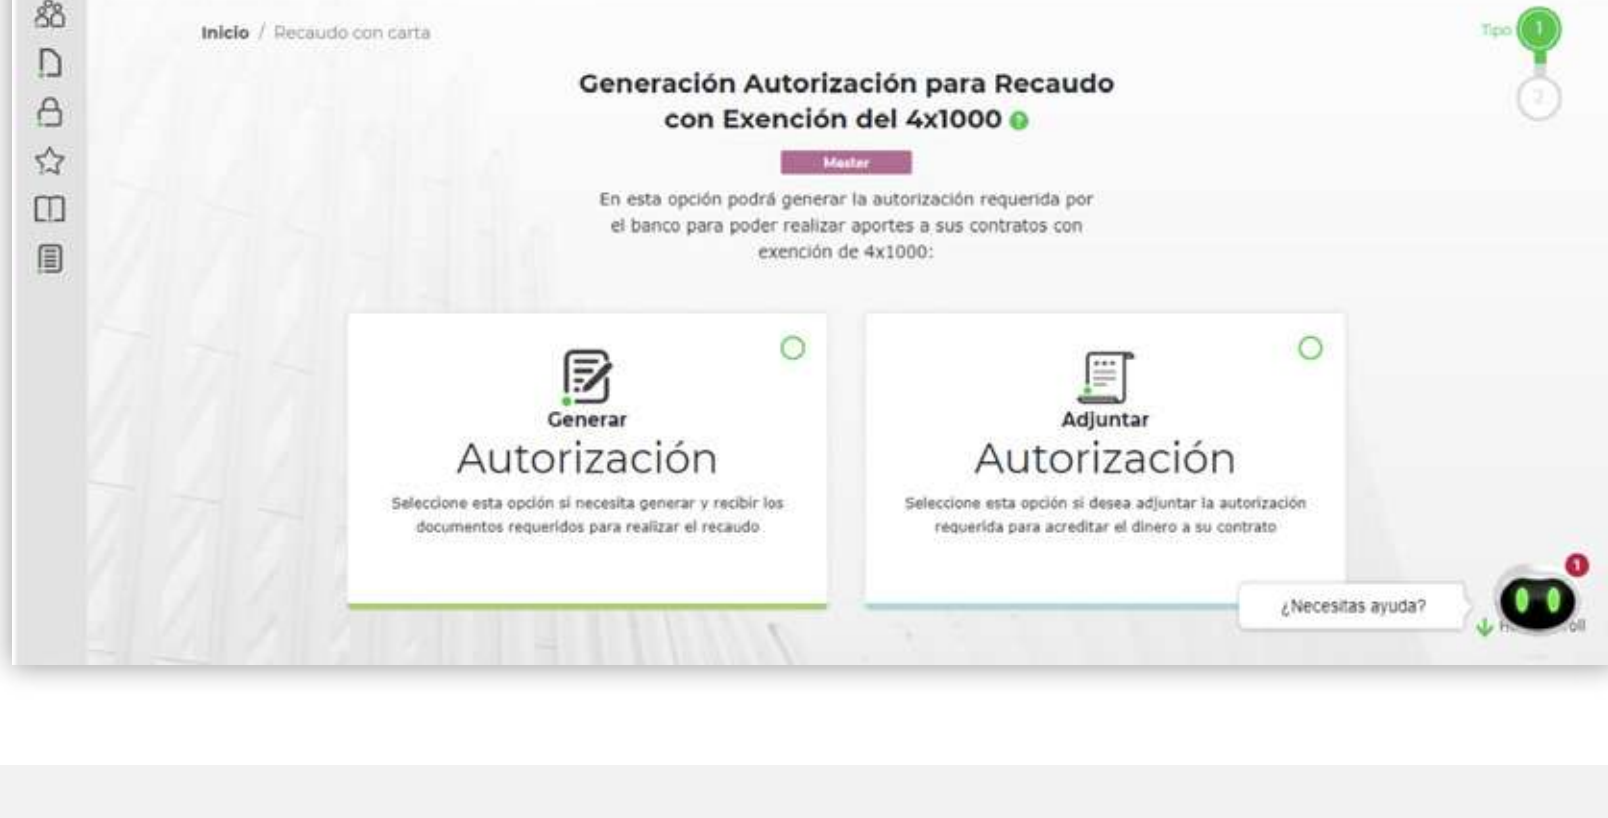 Inicio / Recaudo con carta
Tipo 1
2
Generación Autorización para Recaudo
con Exención del 4x1000 ?
Master
En esta opción podrá generar la autorización requerida por
el banco para poder realizar aportes a sus contratos con
exención de 4x1000:
Generar
Autorización
Seleccione esta opción si necesita generar y recibir los
documentos requeridos para realizar el recaudo
Adjuntar
Autorización
Seleccione esta opción si desea adjuntar la autorización
requerida para acreditar el dinero a su contrato
¿Necesitas ayuda?
1